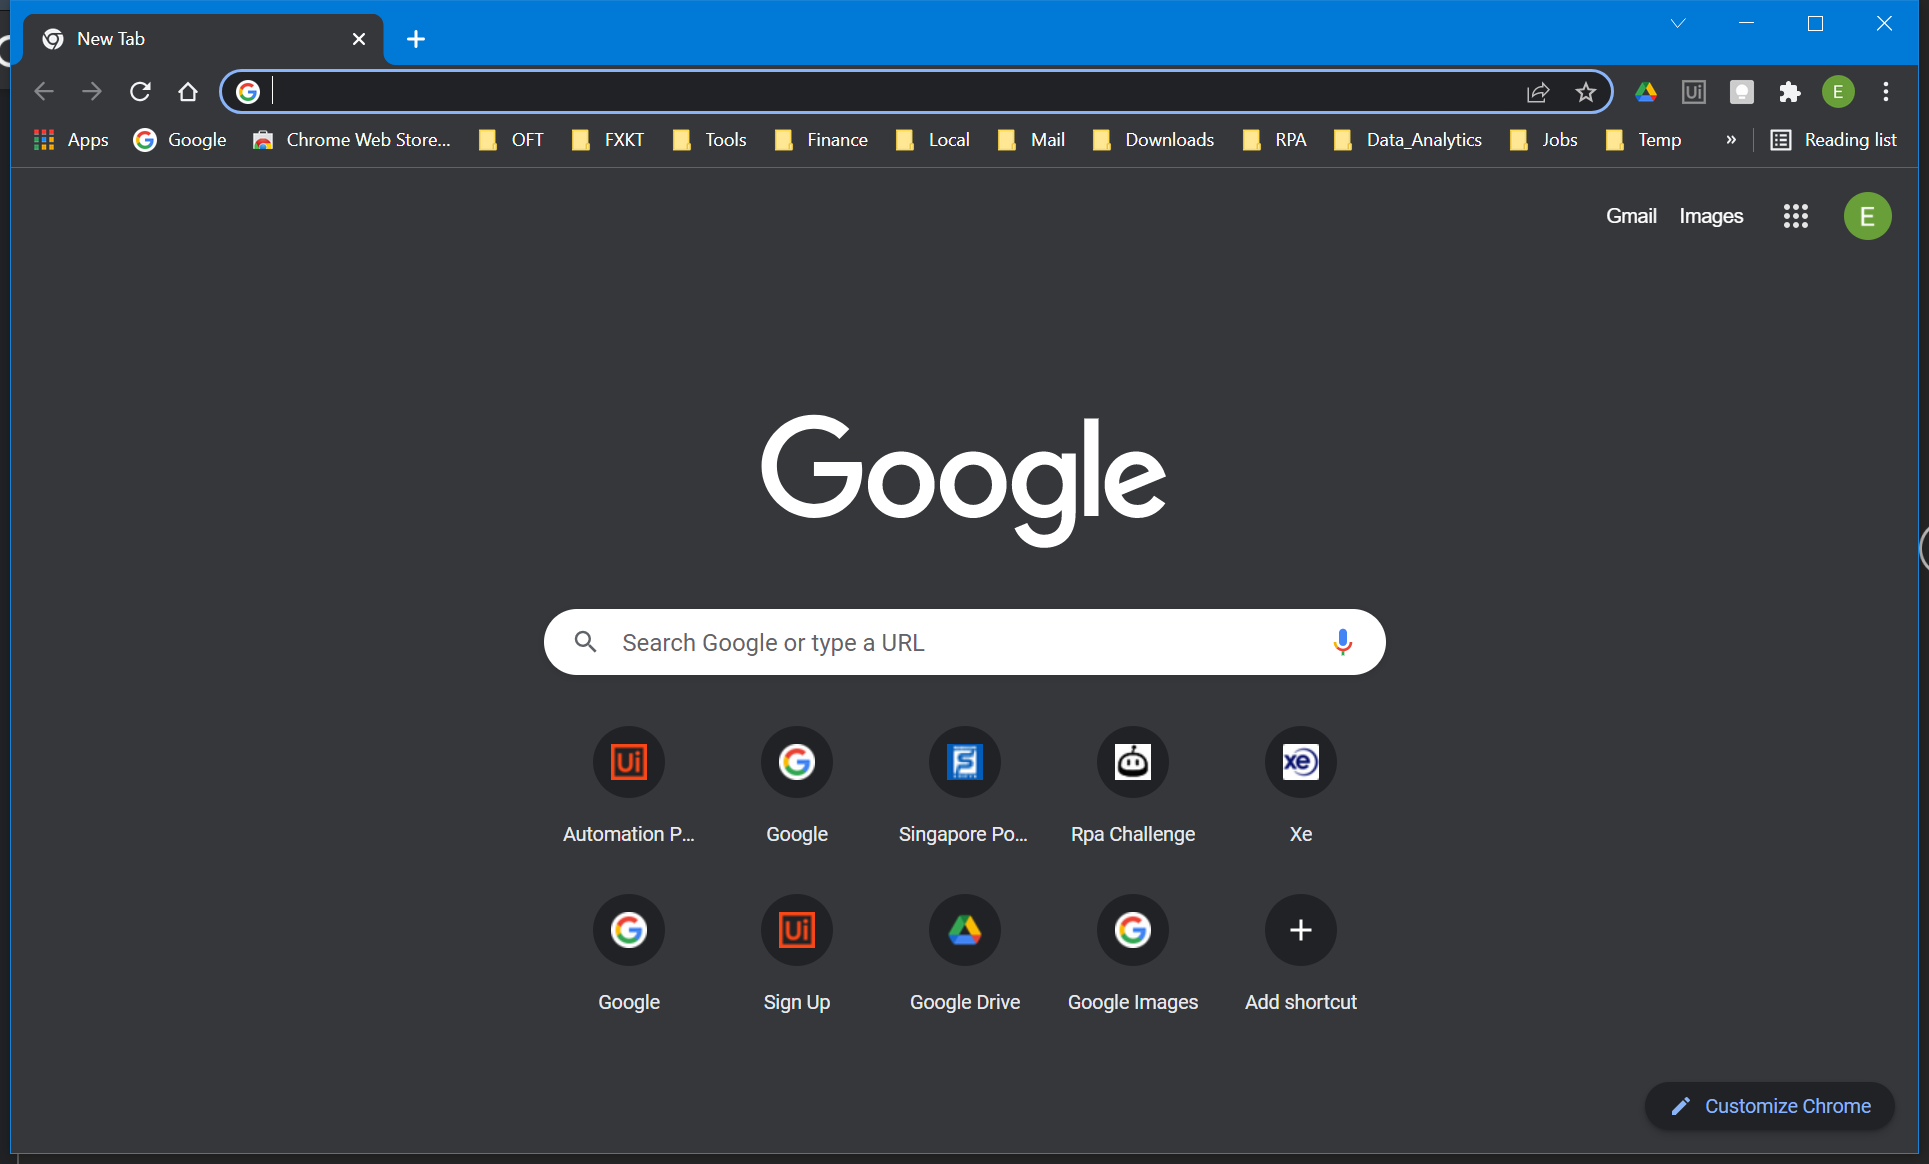 New Tab
Apps Google Chrome Web Store... OFT FXKT Tools Finance Local Mail Downloads RPA Data_Analytics Jobs Temp » Reading list
Gmail Images E
Google
Search Google or type a URL
Automation P... Google Singapore Po... Rpa Challenge Xe
Google Sign Up Google Drive Google Images Add shortcut
Customize Chrome